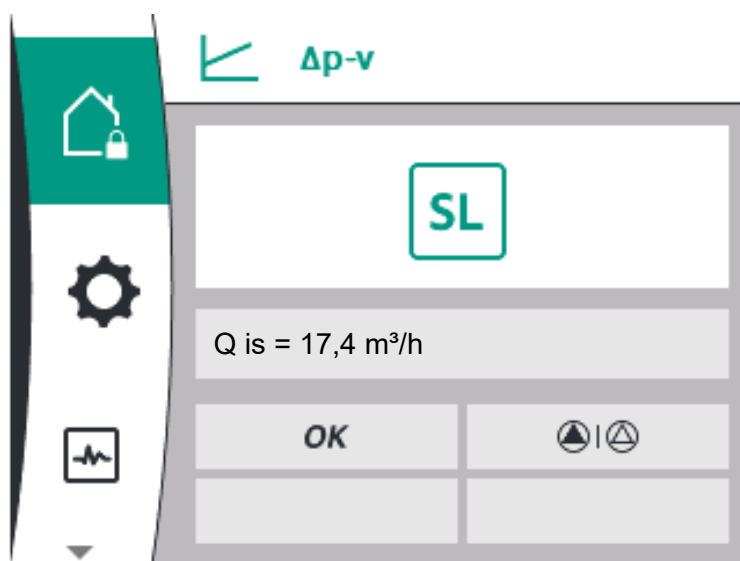 Δp-v
SL
Q is = 17,4 m³/h
OK